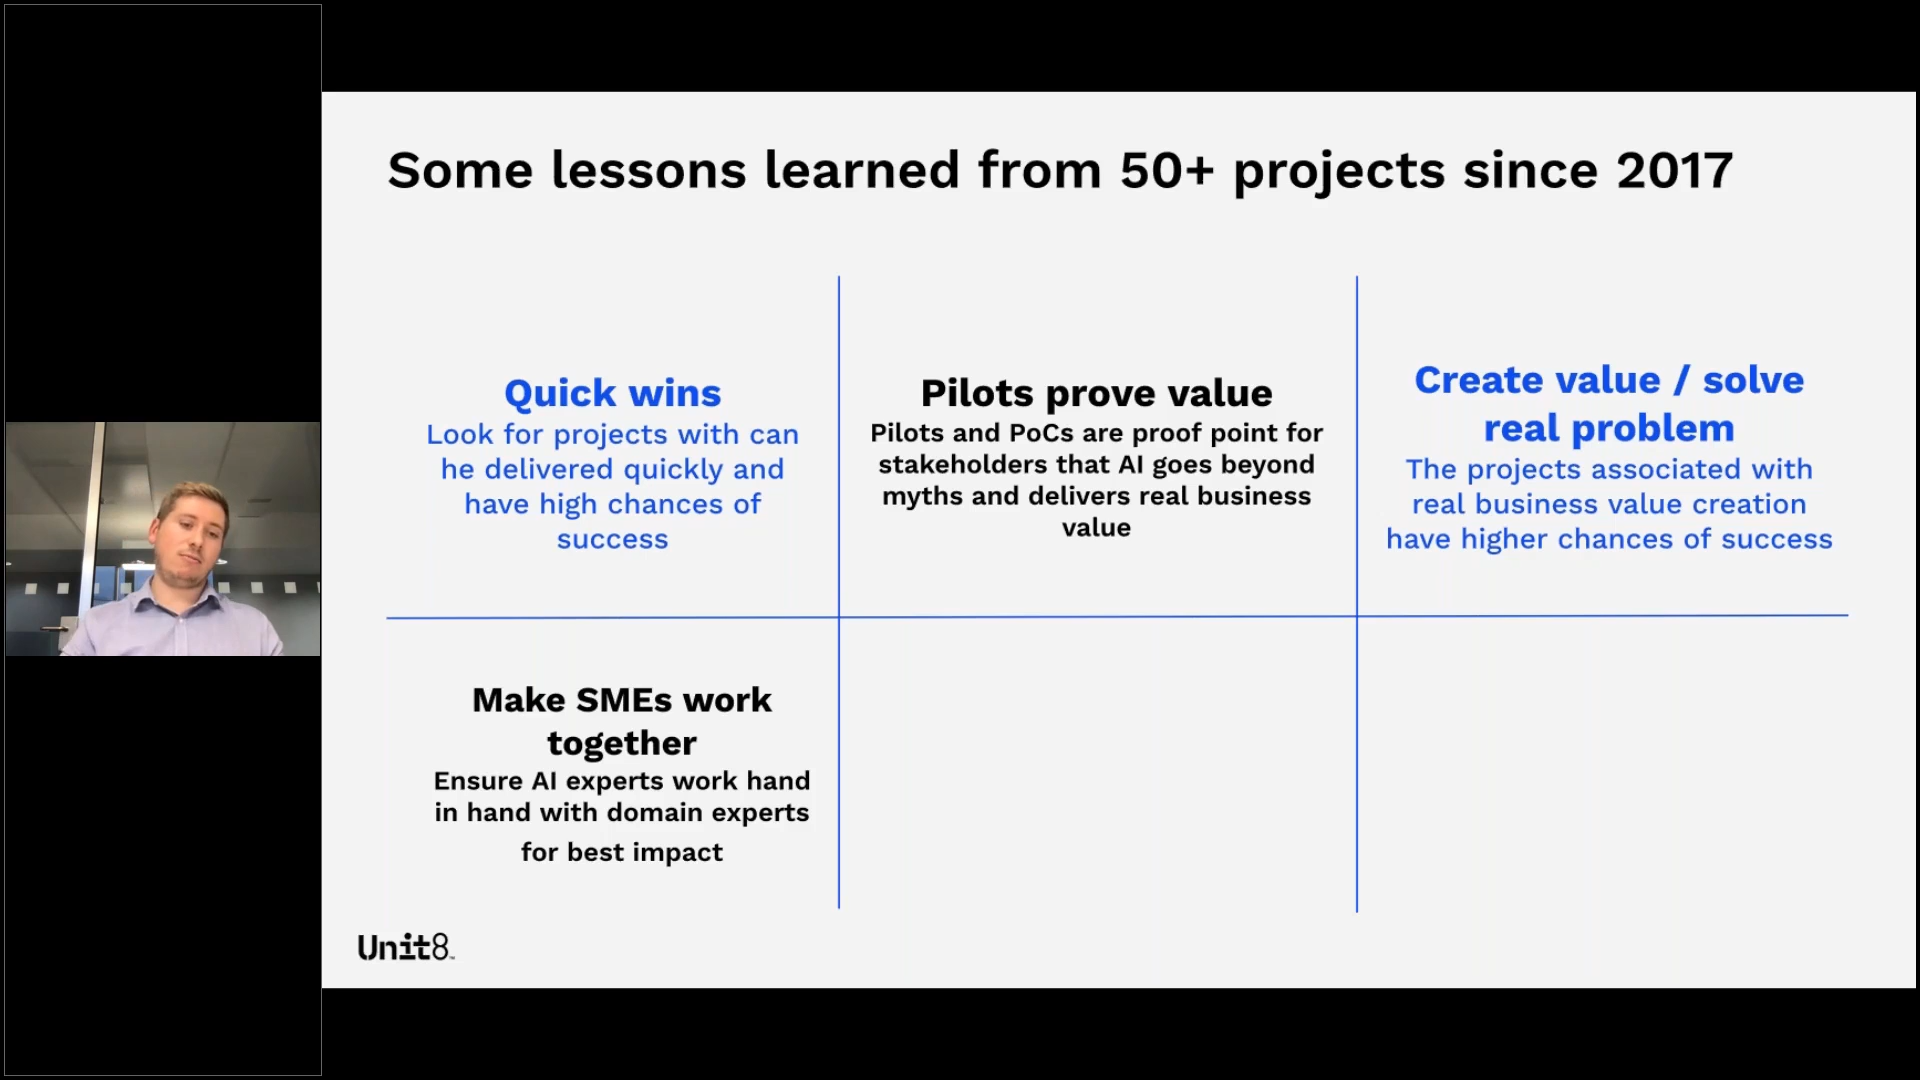 Some lessons learned from 50+ projects since 2017
Quick wins
Look for projects with can
he delivered quickly and
have high chances of
success
Pilots prove value
Pilots and PoCs are proof point for
stakeholders that AI goes beyond
myths and delivers real business
value
Create value / solve
real problem
The projects associated with
real business value creation
have higher chances of success
Make SMEs work
together
Ensure AI experts work hand
in hand with domain experts
for best impact
Unit8™